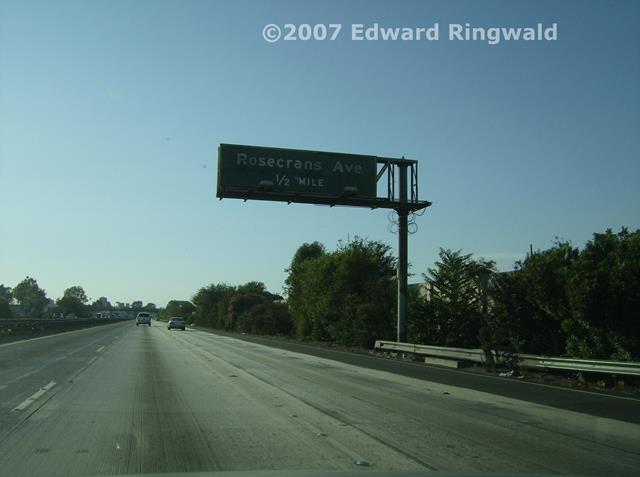 ©2007 Edward Ringwald
Rosecrans Ave
1/2 MILE